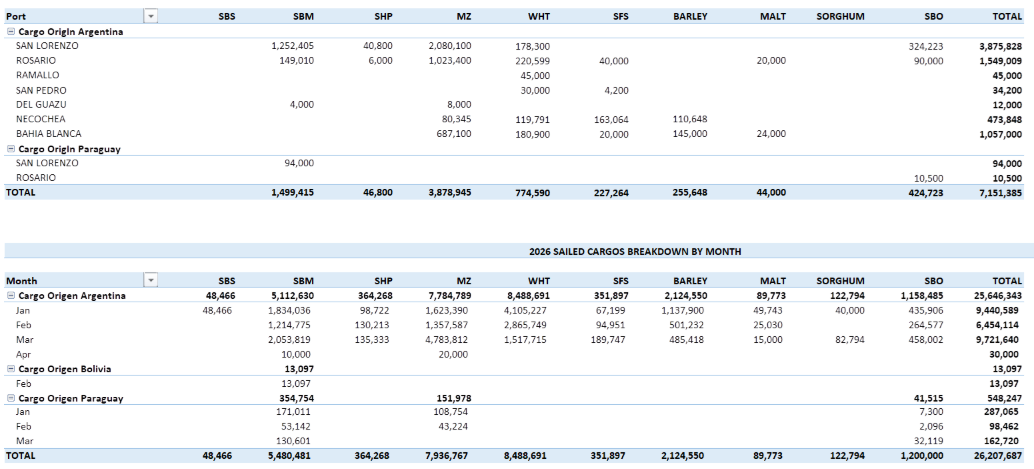 Port SBS SBM SHP MZ WHT SFS BARLEY MALT SORGHUM SBO TOTAL
Cargo Origin Argentina
SAN LORENZO 1,252,405 40,800 2,080,100 178,300 324,223 3,875,828
ROSARIO 149,010 6,000 1,023,400 220,599 40,000 20,000 90,000 1,549,009
RAMALLO 45,000 45,000
SAN PEDRO 30,000 4,200 34,200
DEL GUAZU 4,000 8,000 12,000
NECOCHEA 80,345 119,791 163,064 110,648 473,848
BAHIA BLANCA 687,100 180,900 20,000 145,000 24,000 1,057,000
Cargo Origin Paraguay
SAN LORENZO 94,000 94,000
ROSARIO 10,500 10,500
TOTAL 1,499,415 46,800 3,878,945 774,590 227,264 255,648 44,000 424,723 7,151,385
2026 SAILED CARGOS BREAKDOWN BY MONTH
Month SBS SBM SHP MZ WHT SFS BARLEY MALT SORGHUM SBO TOTAL
Cargo Origen Argentina 48,466 5,112,630 364,268 7,784,789 8,488,691 351,897 2,124,550 89,773 122,794 1,158,485 25,646,343
Jan 48,466 1,834,036 98,722 1,623,390 4,105,227 67,199 1,137,900 49,743 40,000 435,906 9,440,589
Feb 1,214,775 130,213 1,357,587 2,865,749 94,951 501,232 25,030 264,577 6,454,114
Mar 2,053,819 135,333 4,783,812 1,517,715 189,747 485,418 15,000 82,794 458,002 9,721,640
Apr 10,000 20,000 30,000
Cargo Origen Bolivia 13,097 13,097
Feb 13,097 13,097
Cargo Origen Paraguay 354,754 151,978 41,515 548,247
Jan 171,011 108,754 7,300 287,065
Feb 53,142 43,224 2,096 98,462
Mar 130,601 32,119 162,720
TOTAL 48,466 5,480,481 364,268 7,936,767 8,488,691 351,897 2,124,550 89,773 122,794 1,200,000 26,207,687